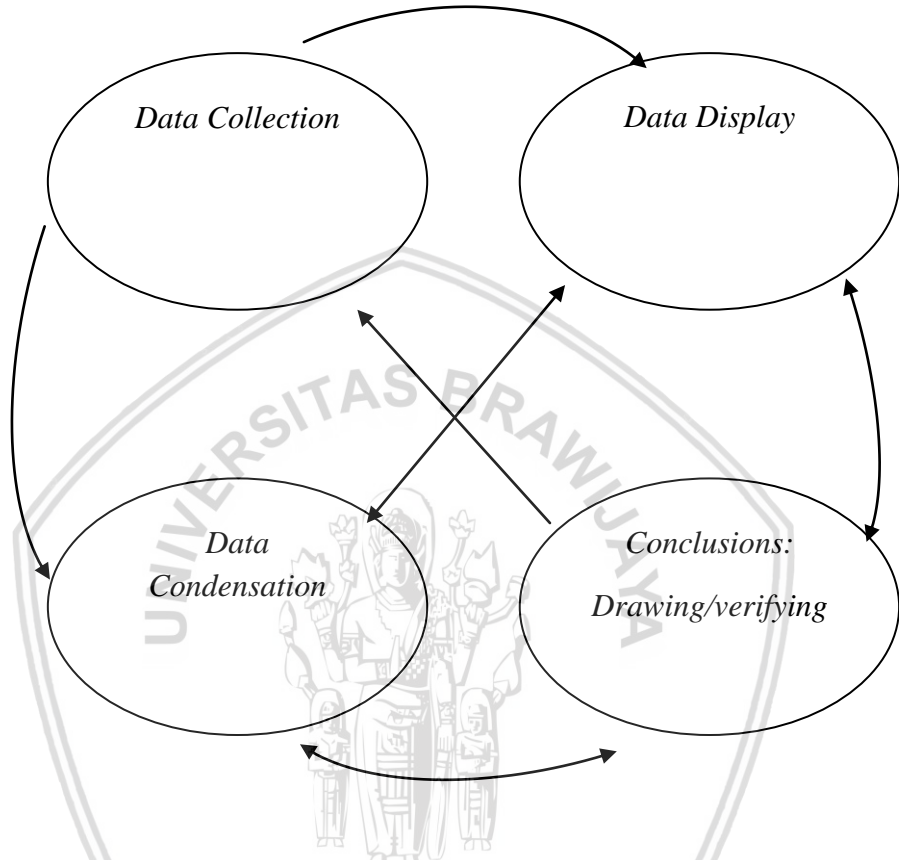 Data Collection
Data Display
UNIVERSITAS BRAWIJAYA
Data
Condensation
Conclusions:
Drawing/verifying